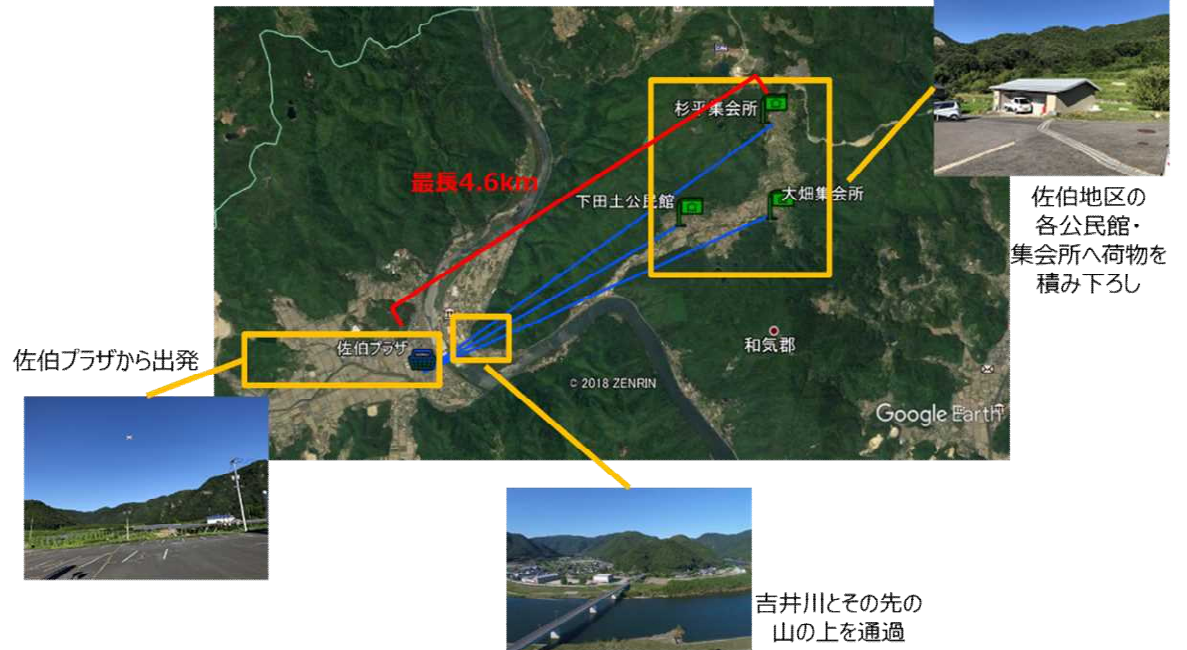 杉平集会所
最長4.6km
下田土公民館
大畑集会所
佐伯地区の
各公民館・
集会所へ荷物を
積み下ろし
佐伯プラザから出発
佐伯プラザ
和気郡
© 2018 ZENRIN
Google Earth
吉井川とその先の
山の上を通過